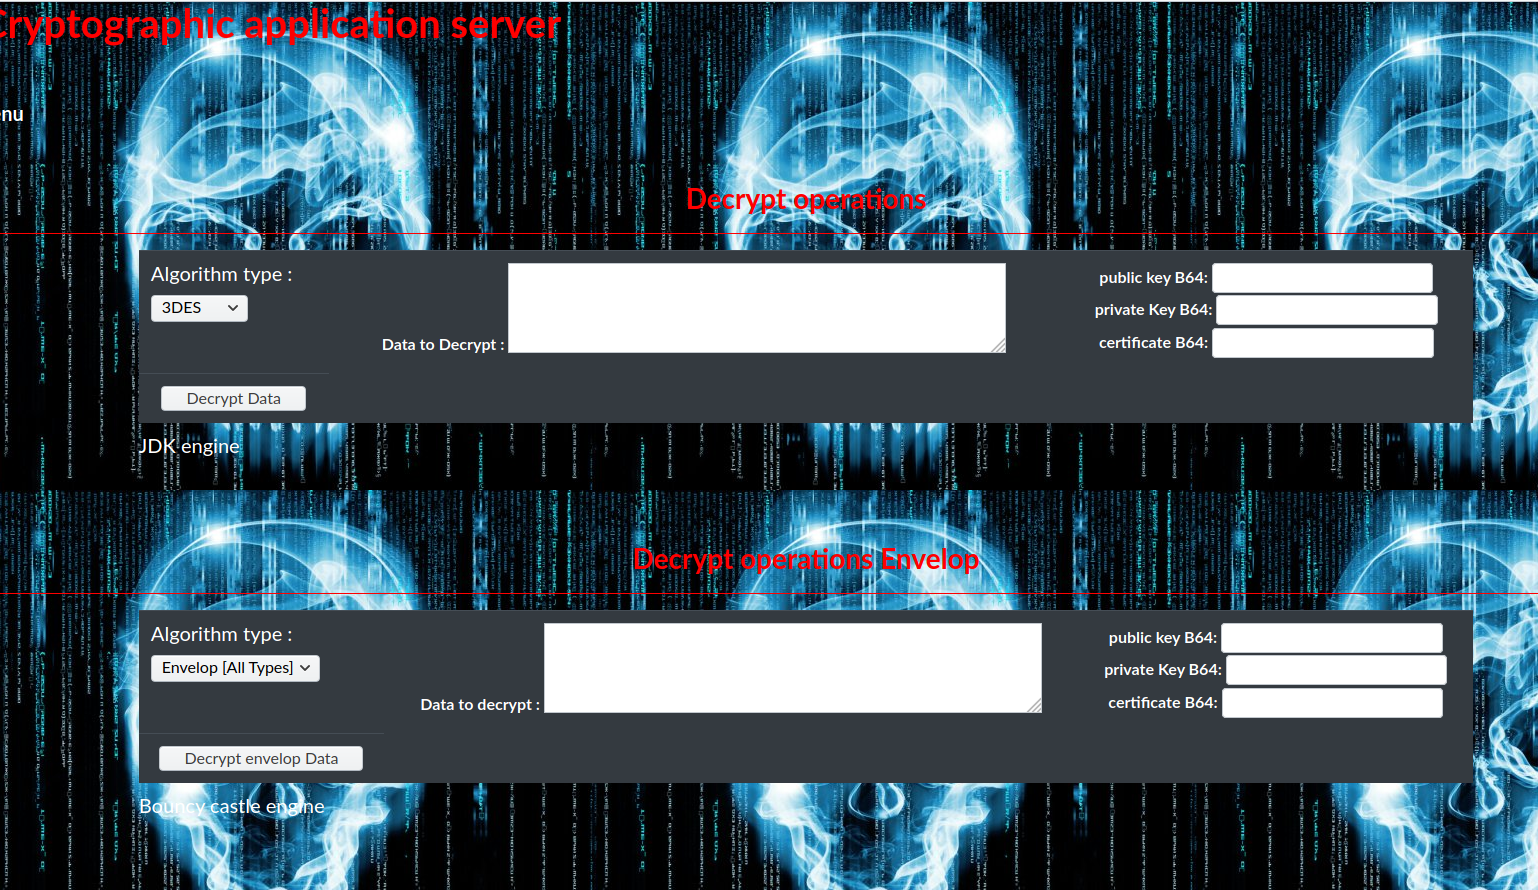 Cryptographic application server
enu
Decrypt operations
Algorithm type :
3DES
Data to Decrypt :
public key B64:
private Key B64:
certificate B64:
Decrypt Data
JDK engine
Decrypt operations Envelop
Algorithm type :
Envelop [All Types]
Data to decrypt :
public key B64:
private Key B64:
certificate B64:
Decrypt envelop Data
Bouncy castle engine